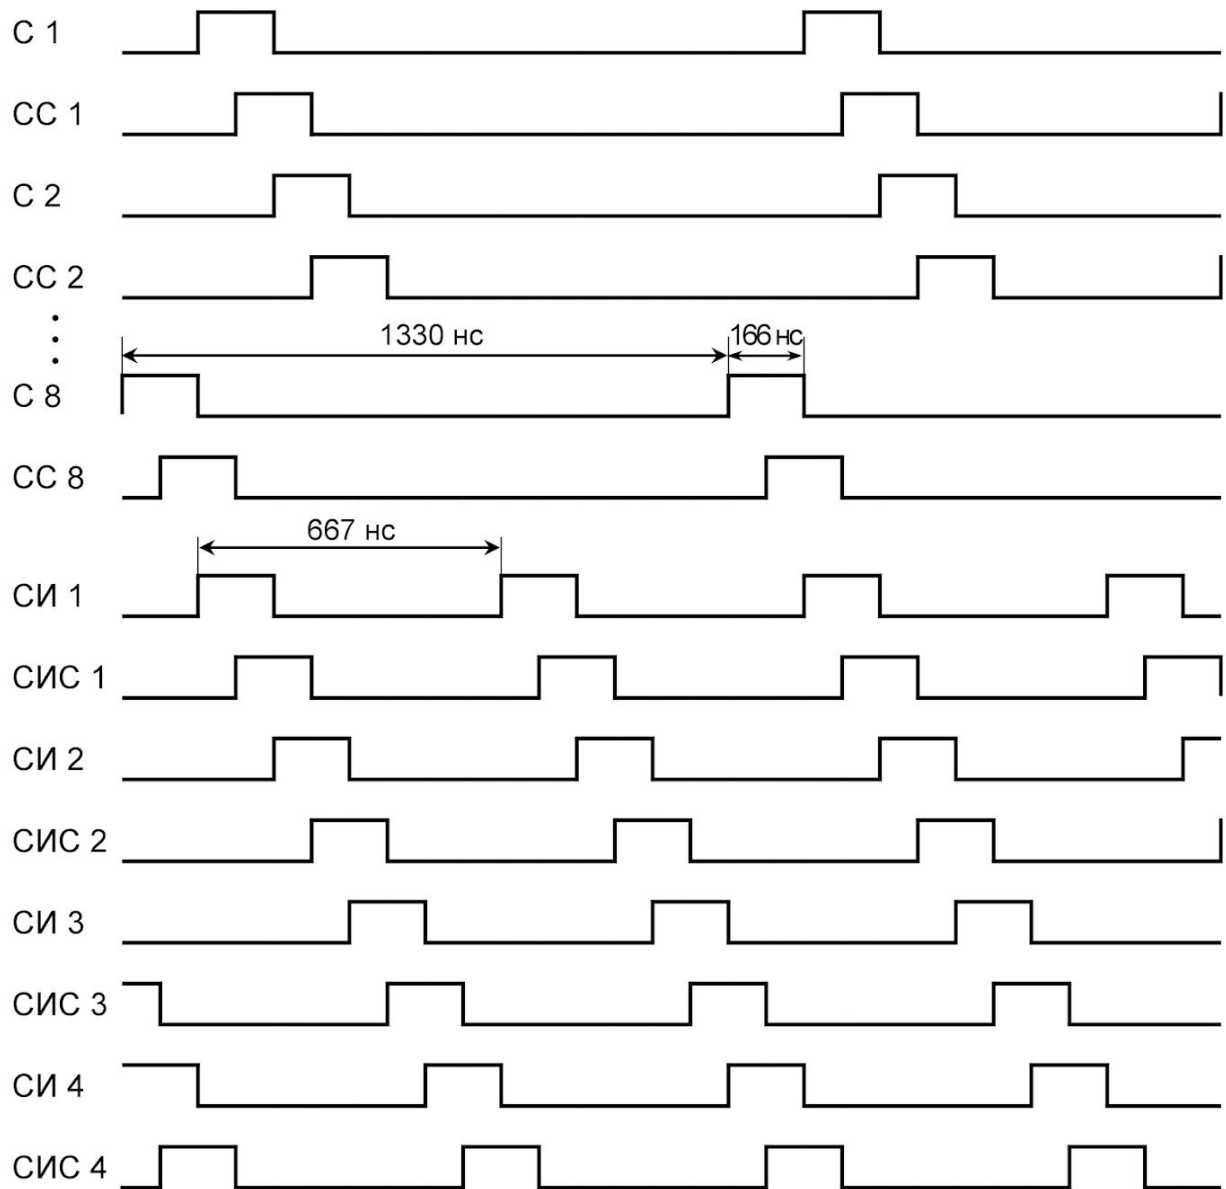 С 1
СС 1
С 2
СС 2
1330 нс 166 нс
С 8
СС 8
667 нс
СИ 1
СИС 1
СИ 2
СИС 2
СИ 3
СИС 3
СИ 4
СИС 4